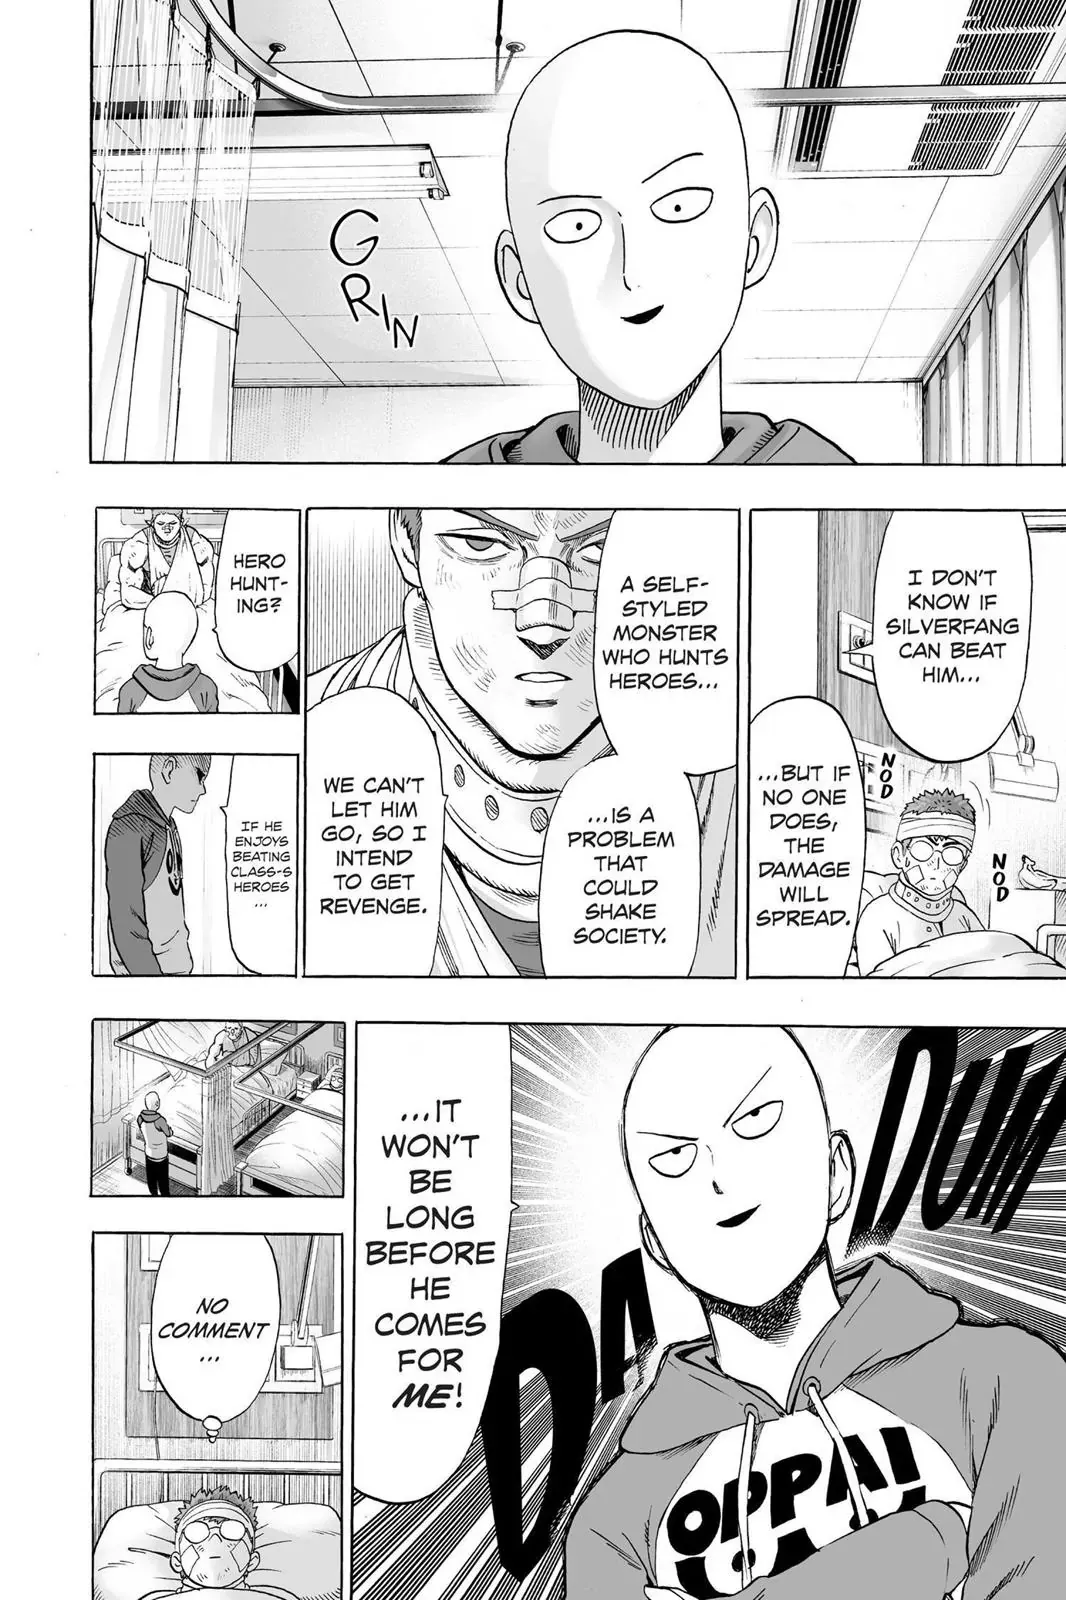 GRIN
I DON'T
KNOW IF
SILVERFANG
CAN BEAT
HIM...
NOD
NOD
...BUT IF
NO ONE
DOES,
THE
DAMAGE
WILL
SPREAD.
A SELF-
STYLED
MONSTER
WHO HUNTS
HEROES...
...IS A
PROBLEM
THAT
COULD
SHAKE
SOCIETY.
WE CAN'T
LET HIM
GO, SO I
INTEND
TO GET
REVENGE.
HERO
HUNT-
ING?
IF HE
ENJOYS
BEATING
CLASS-S
HEROES
...
DA DUM
...IT
WON'T
BE
LONG
BEFORE
HE
COMES
FOR
ME!
OPPAI
NO
COMMENT
...